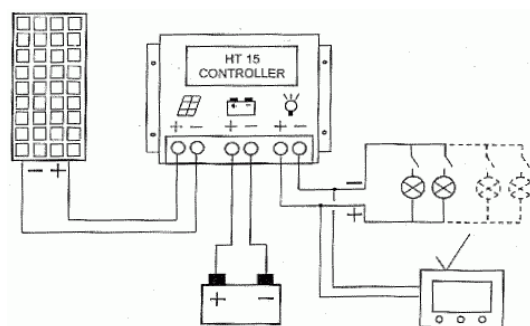 HT 15
CONTROLLER
+ − + − + −
− +
−
+
+ −